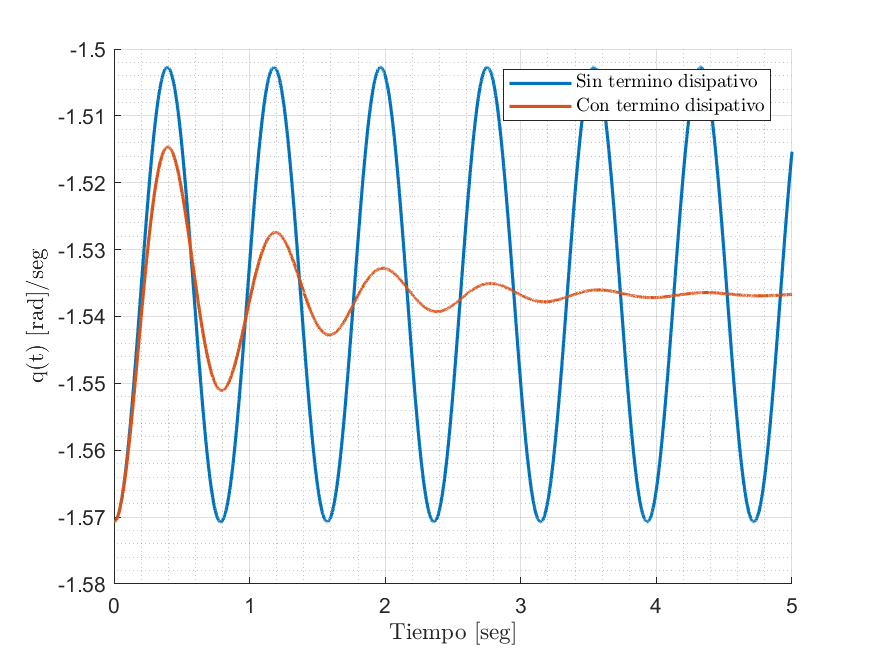 -1.5
-1.51
-1.52
-1.53
-1.54
-1.55
-1.56
-1.57
-1.58
q(t) [rad]/seg
Sin termino disipativo
Con termino disipativo
0 1 2 3 4 5
Tiempo [seg]